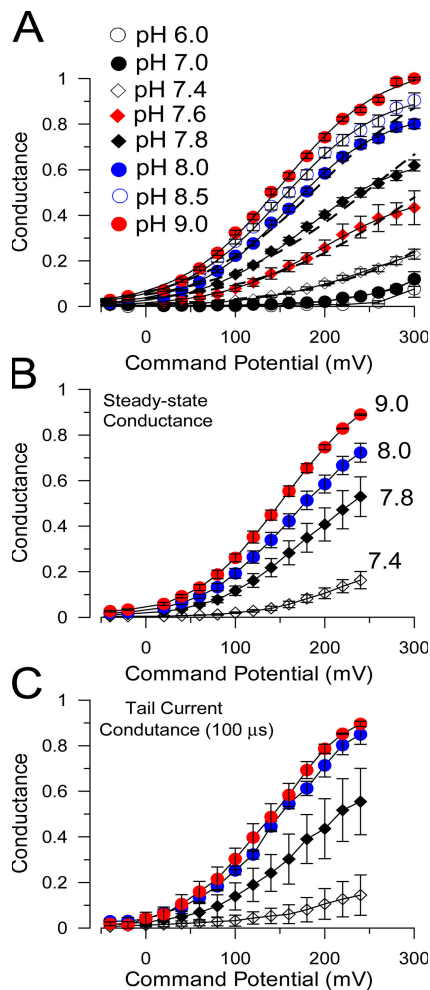 A
pH 6.0
pH 7.0
pH 7.4
pH 7.6
pH 7.8
pH 8.0
pH 8.5
pH 9.0
Conductance
1
0.8
0.6
0.4
0.2
0
0
100
200
300
Command Potential (mV)
B
Steady-state
Conductance
9.0
8.0
7.8
7.4
Conductance
1
0.8
0.6
0.4
0.2
0
0
100
200
300
Command Potential (mV)
C
Tail Current
Condutance (100 μs)
Conductance
1
0.8
0.6
0.4
0.2
0
0
100
200
300
Command Potential (mV)